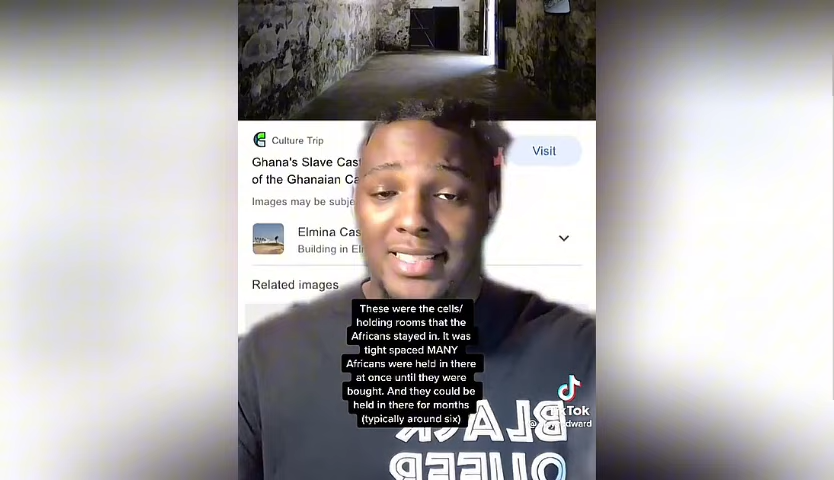 Culture Trip
Ghana's Slave Cast
Visit
of the Ghanaian Ca
Images may be subje
Elmina Cas
Building in El
Related images
These were the cells/
holding rooms that the
Africans stayed in. It was
tight spaced MANY
Africans were held in there
at once until they were
bought. And they could be
held in there for months
(typically around six)
BLACK
QUEER
TikTok